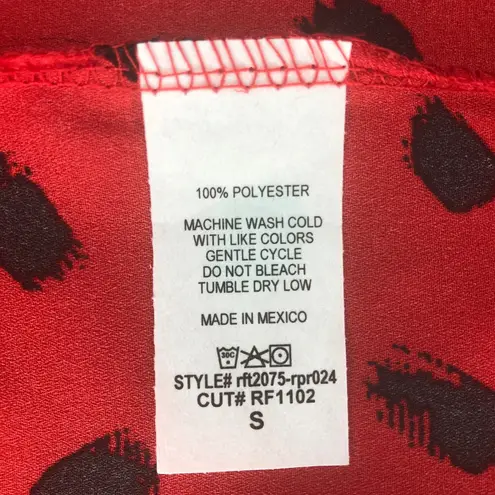 100% POLYESTER
MACHINE WASH COLD
WITH LIKE COLORS
GENTLE CYCLE
DO NOT BLEACH
TUMBLE DRY LOW
MADE IN MEXICO
30C
STYLE# rft2075-rpr024
CUT# RF1102
S